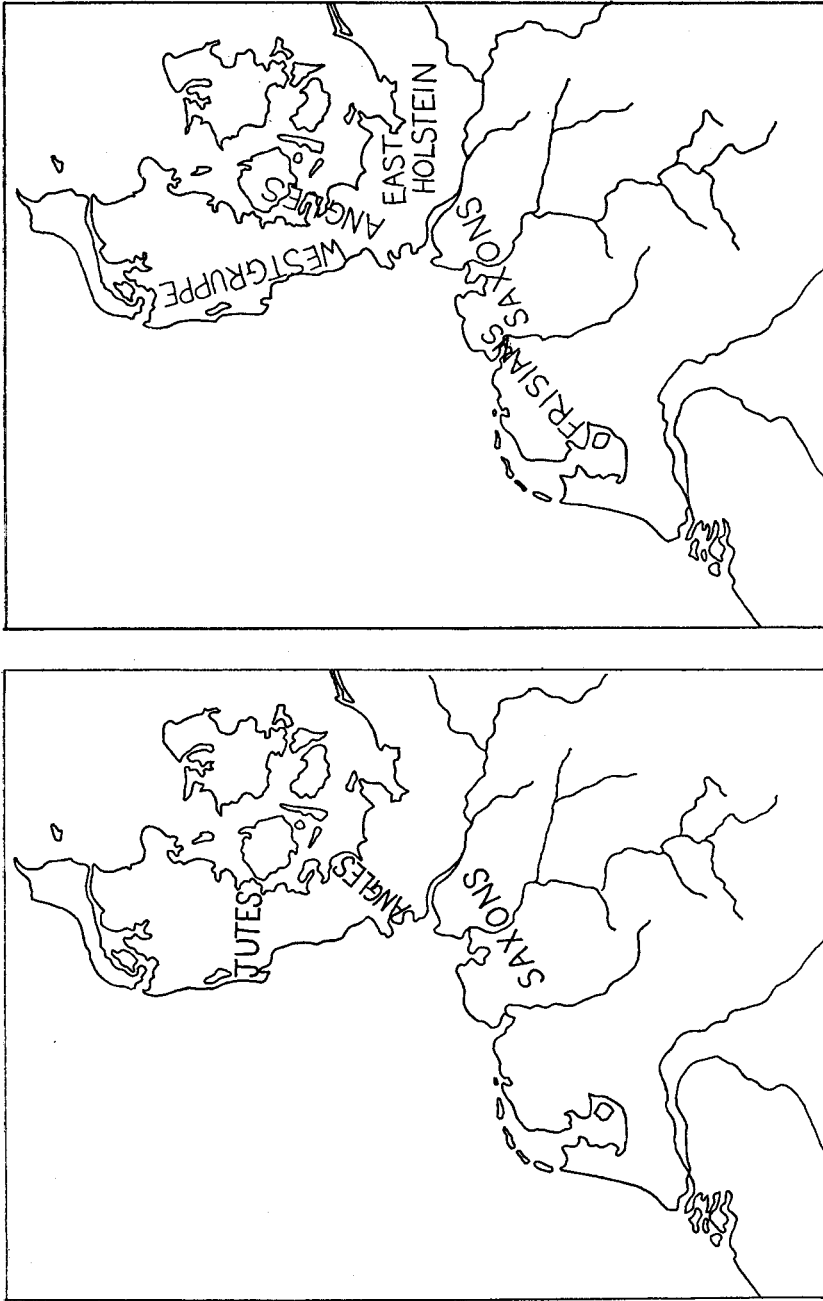 WESTGRUPPE
ANGLES
EAST
HOLSTEIN
FRISIANS
SAXONS
JUTES
ANGLES
SAXONS